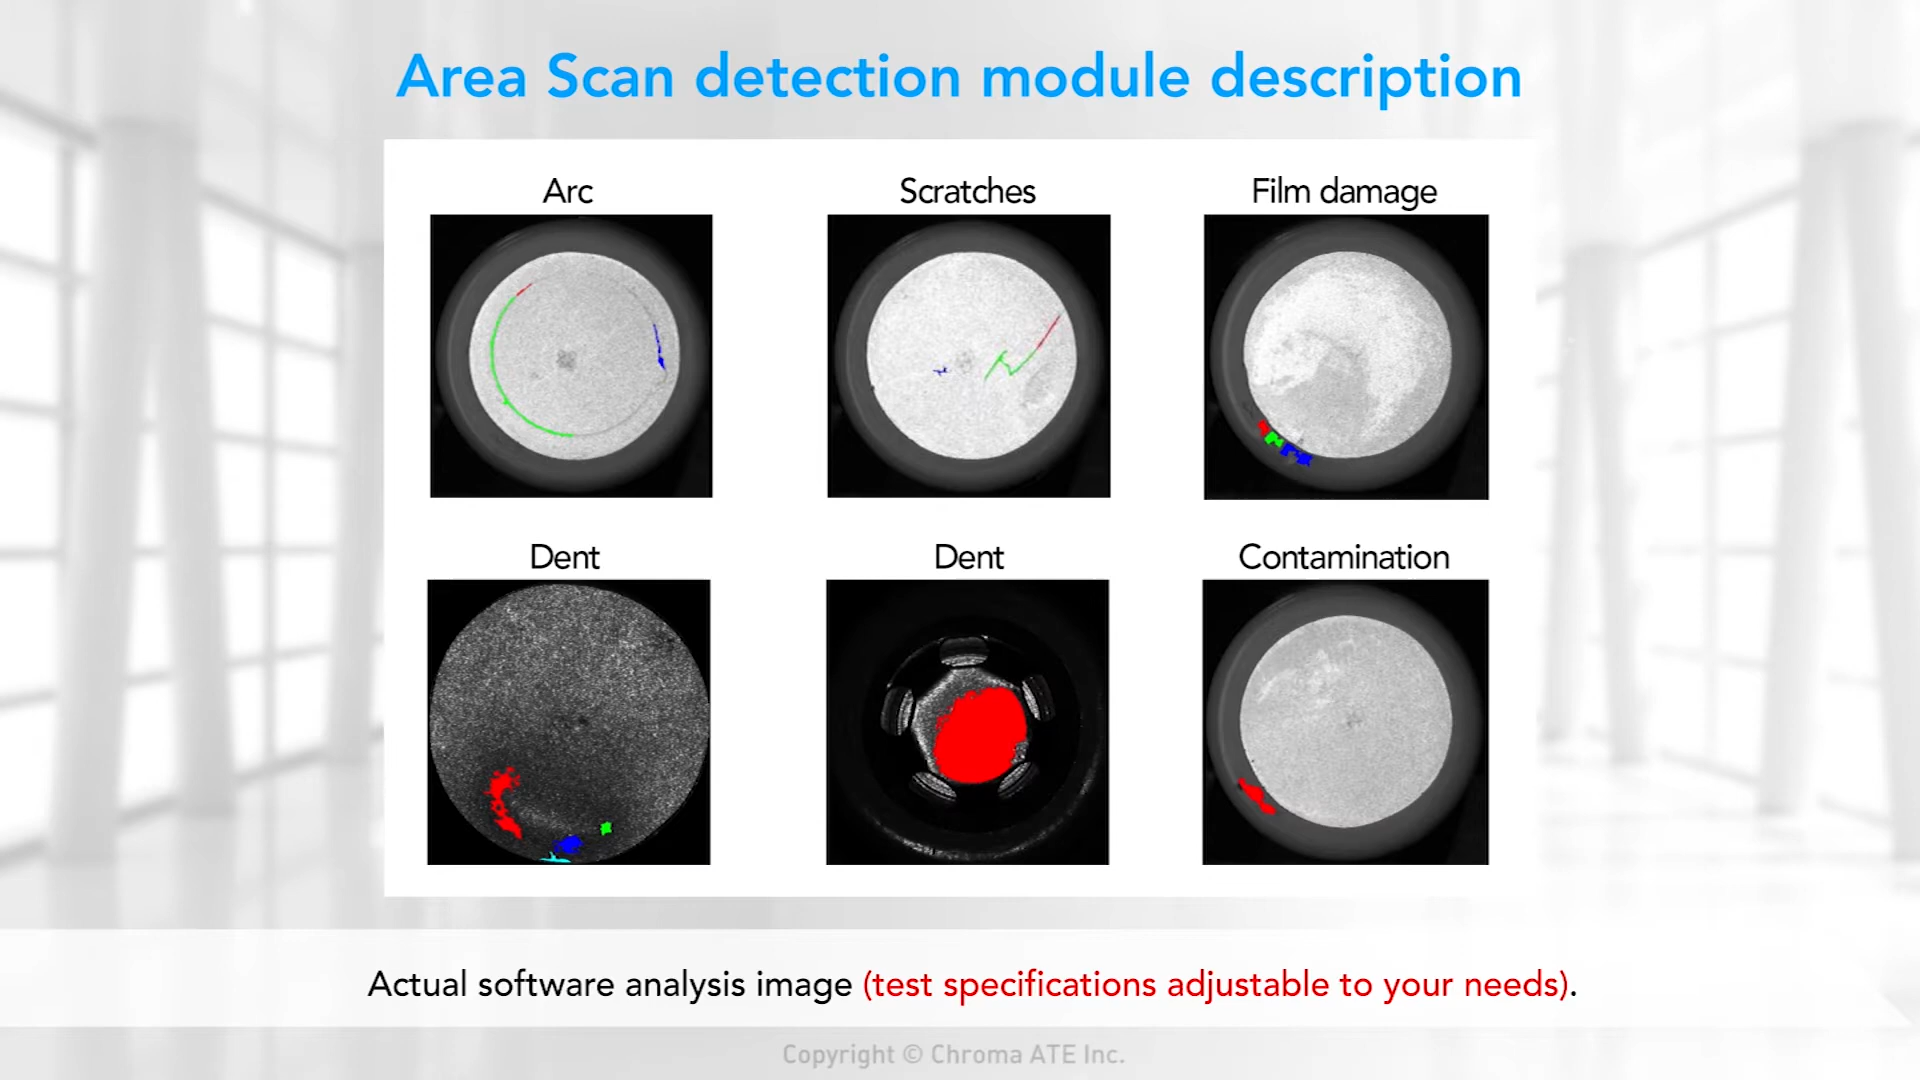 Area Scan detection module description
Arc
Scratches
Film damage
Dent
Dent
Contamination
Actual software analysis image (test specifications adjustable to your needs).
Copyright © Chroma ATE Inc.